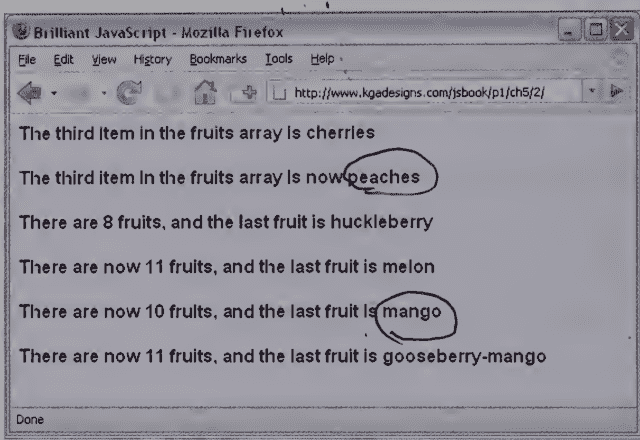 Brilliant JavaScript - Mozilla Firefox
File Edit View History Bookmarks Tools Help
http://www.kgadesigns.com/jsbook/p1/ch5/2/
The third item in the fruits array is cherries
The third item in the fruits array is now peaches
There are 8 fruits, and the last fruit is huckleberry
There are now 11 fruits, and the last fruit is melon
There are now 10 fruits, and the last fruit is mango
There are now 11 fruits, and the last fruit is gooseberry-mango
Done